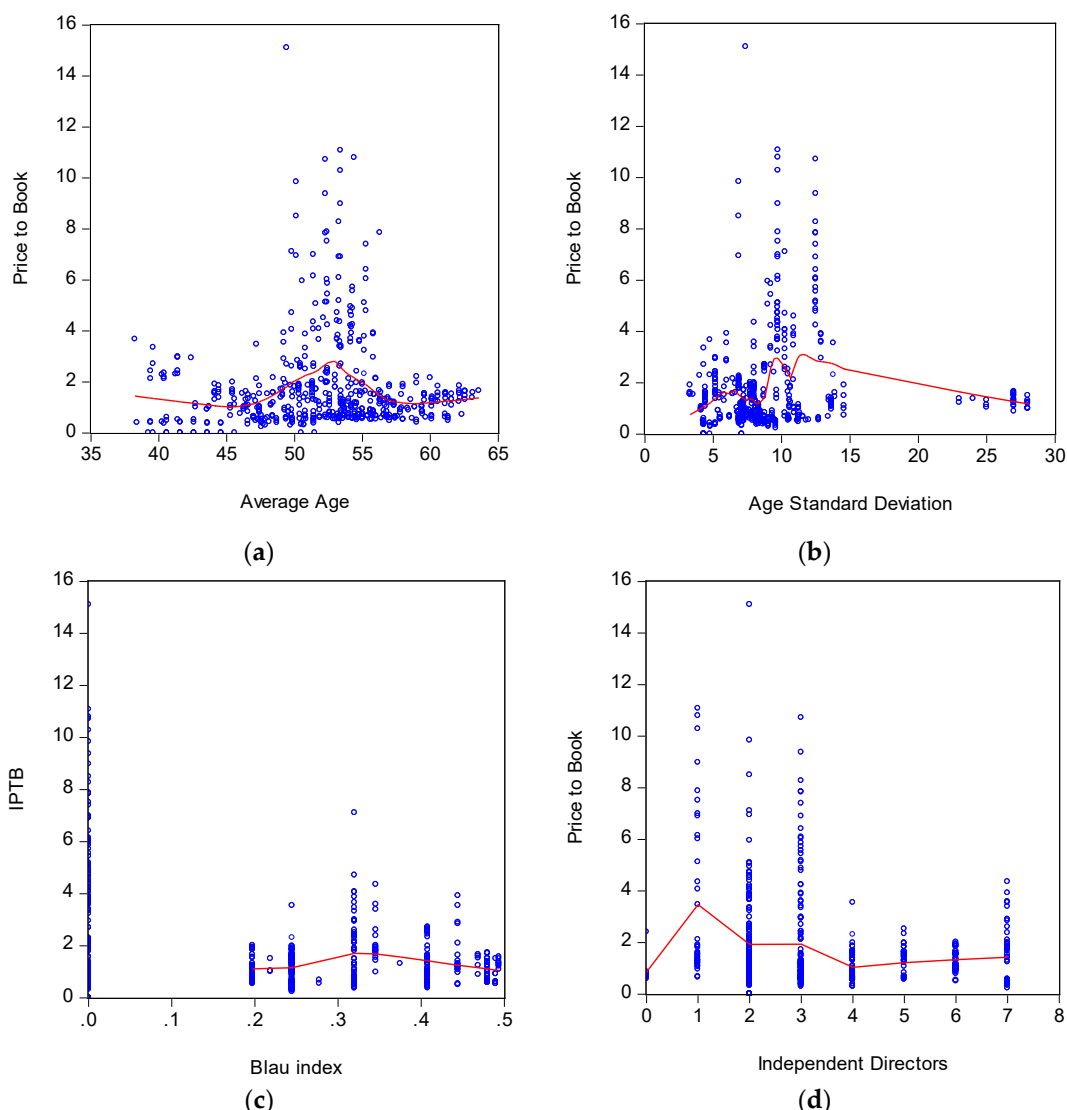 16
14
12
10
8
6
4
2
0
Price to Book
35 40 45 50 55 60 65
Average Age
(a)
16
14
12
10
8
6
4
2
0
Price to Book
0 5 10 15 20 25 30
Age Standard Deviation
(b)
16
14
12
10
8
6
4
2
0
IPTB
.0 .1 .2 .3 .4 .5
Blau index
(c)
16
14
12
10
8
6
4
2
0
Price to Book
0 1 2 3 4 5 6 7 8
Independent Directors
(d)